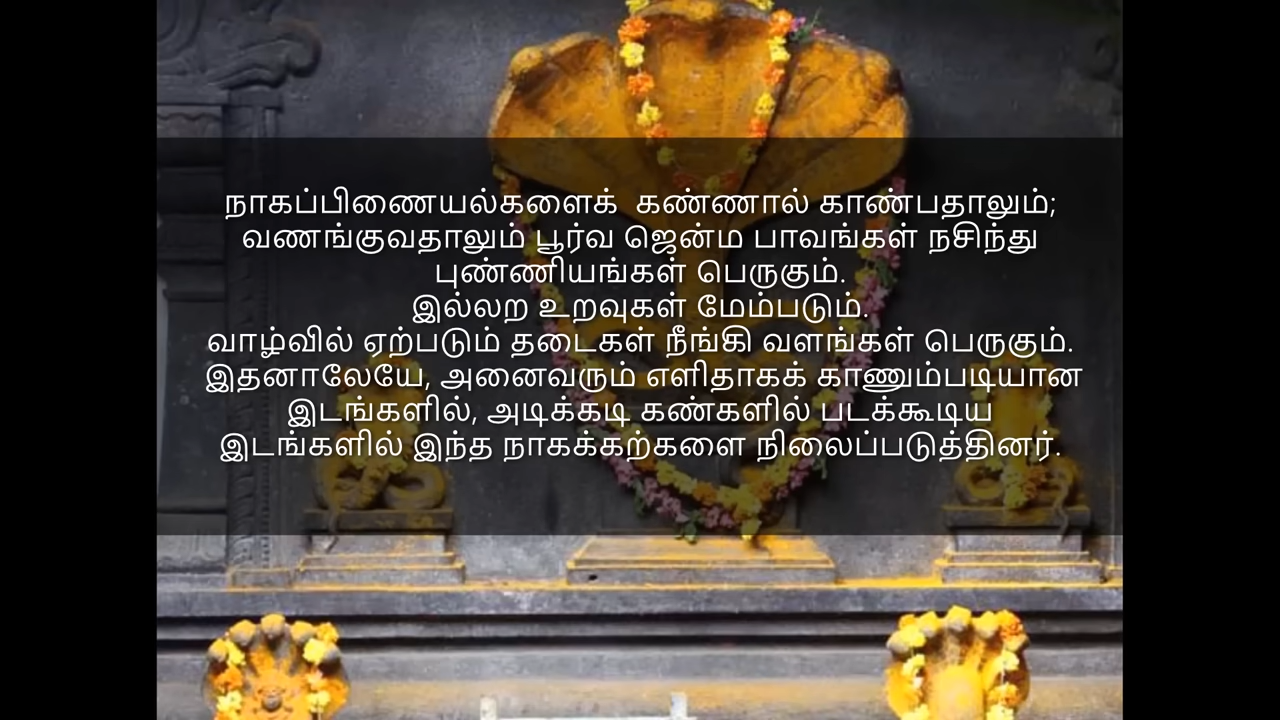 நாகப்பிணையல்களைக்  கண்ணால் காண்பதாலும்;
வணங்குவதாலும் பூர்வ ஜென்ம பாவங்கள் நசிந்து
புண்ணியங்கள் பெருகும்.
இல்லற உறவுகள் மேம்படும்.
வாழ்வில் ஏற்படும் தடைகள் நீங்கி வளங்கள் பெருகும்.
இதனாலேயே, அனைவரும் எளிதாகக் காணும்படியான
இடங்களில், அடிக்கடி கண்களில் படக்கூடிய
இடங்களில் இந்த நாகக்கற்களை நிலைப்படுத்தினர்.